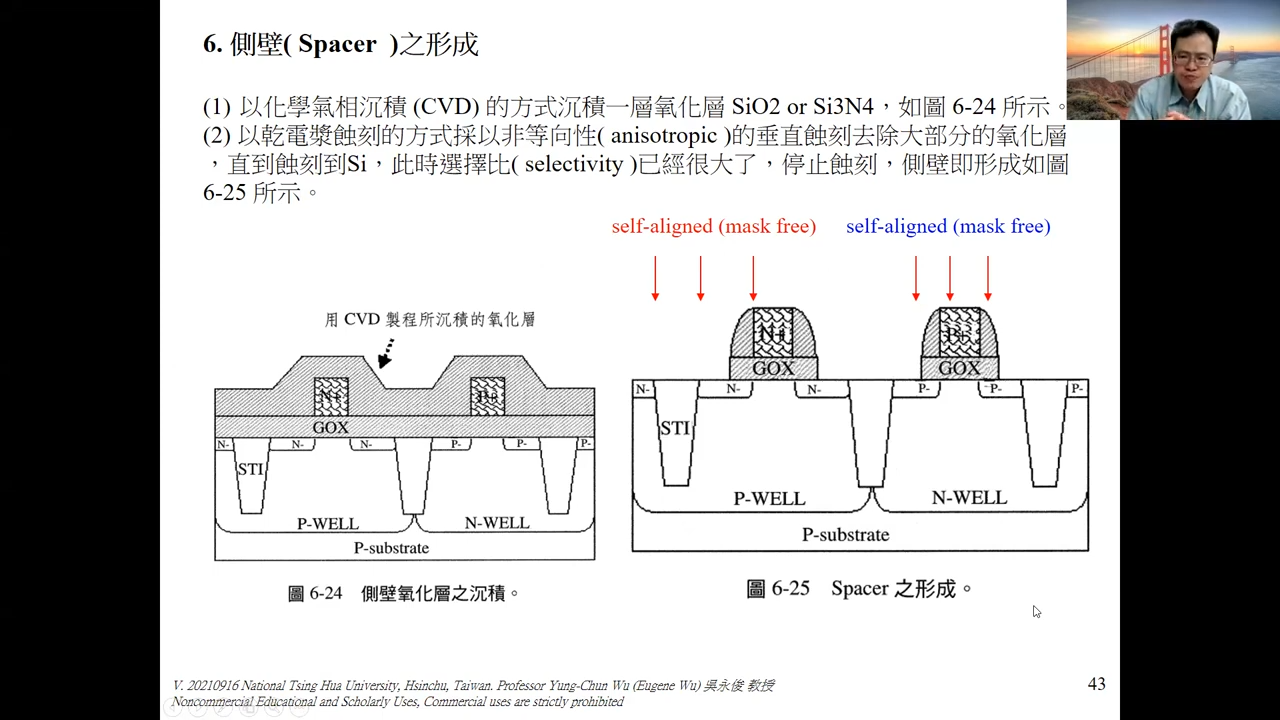 6. 側壁( Spacer )之形成
(1) 以化學氣相沉積 (CVD) 的方式沉積一層氧化層 SiO2 or Si3N4，如圖 6-24 所示。
(2) 以乾電漿蝕刻的方式採以非等向性( anisotropic )的垂直蝕刻去除大部分的氧化層
，直到蝕刻到Si，此時選擇比( selectivity )已經很大了，停止蝕刻，側壁即形成如圖
6-25 所示。
self-aligned (mask free) self-aligned (mask free)
用 CVD 製程所沉積的氧化層
N+ P+
GOX
N- N- N- P- P- P-
STI
P-WELL N-WELL
P-substrate
圖 6-24 側壁氧化層之沉積。
N+ P+
GOX GOX
N- N- N- P- P- P-
STI
P-WELL N-WELL
P-substrate
圖 6-25 Spacer 之形成。
V. 20210916 National Tsing Hua University, Hsinchu, Taiwan. Professor Yung-Chun Wu (Eugene Wu) 吳永俊 教授
Noncommercial Educational and Scholarly Uses, Commercial uses are strictly prohibited
43